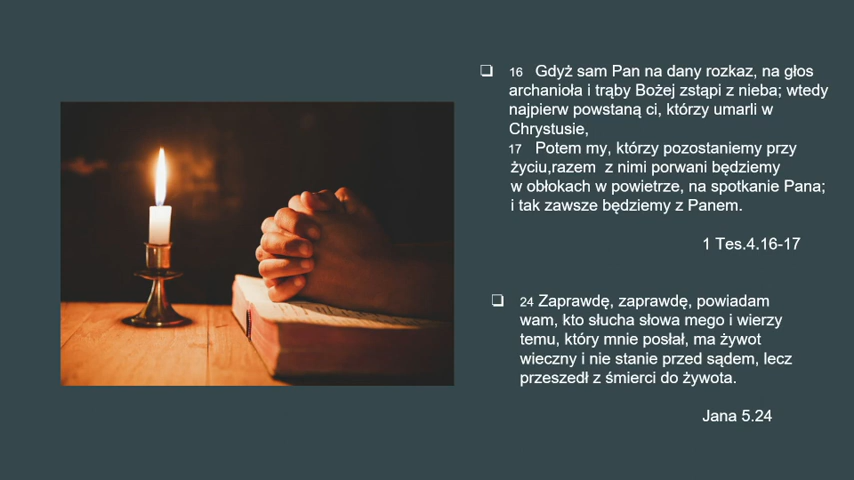 ❏ 16 Gdyż sam Pan na dany rozkaz, na głos
archanioła i trąby Bożej zstąpi z nieba; wtedy
najpierw powstaną ci, którzy umarli w
Chrystusie,
17 Potem my, którzy pozostaniemy przy
życiu,razem z nimi porwani będziemy
w obłokach w powietrze, na spotkanie Pana;
i tak zawsze będziemy z Panem.
1 Tes.4.16-17
❏ 24 Zaprawdę, zaprawdę, powiadam
wam, kto słucha słowa mego i wierzy
temu, który mnie posłał, ma żywot
wieczny i nie stanie przed sądem, lecz
przeszedł z śmierci do żywota.
Jana 5.24